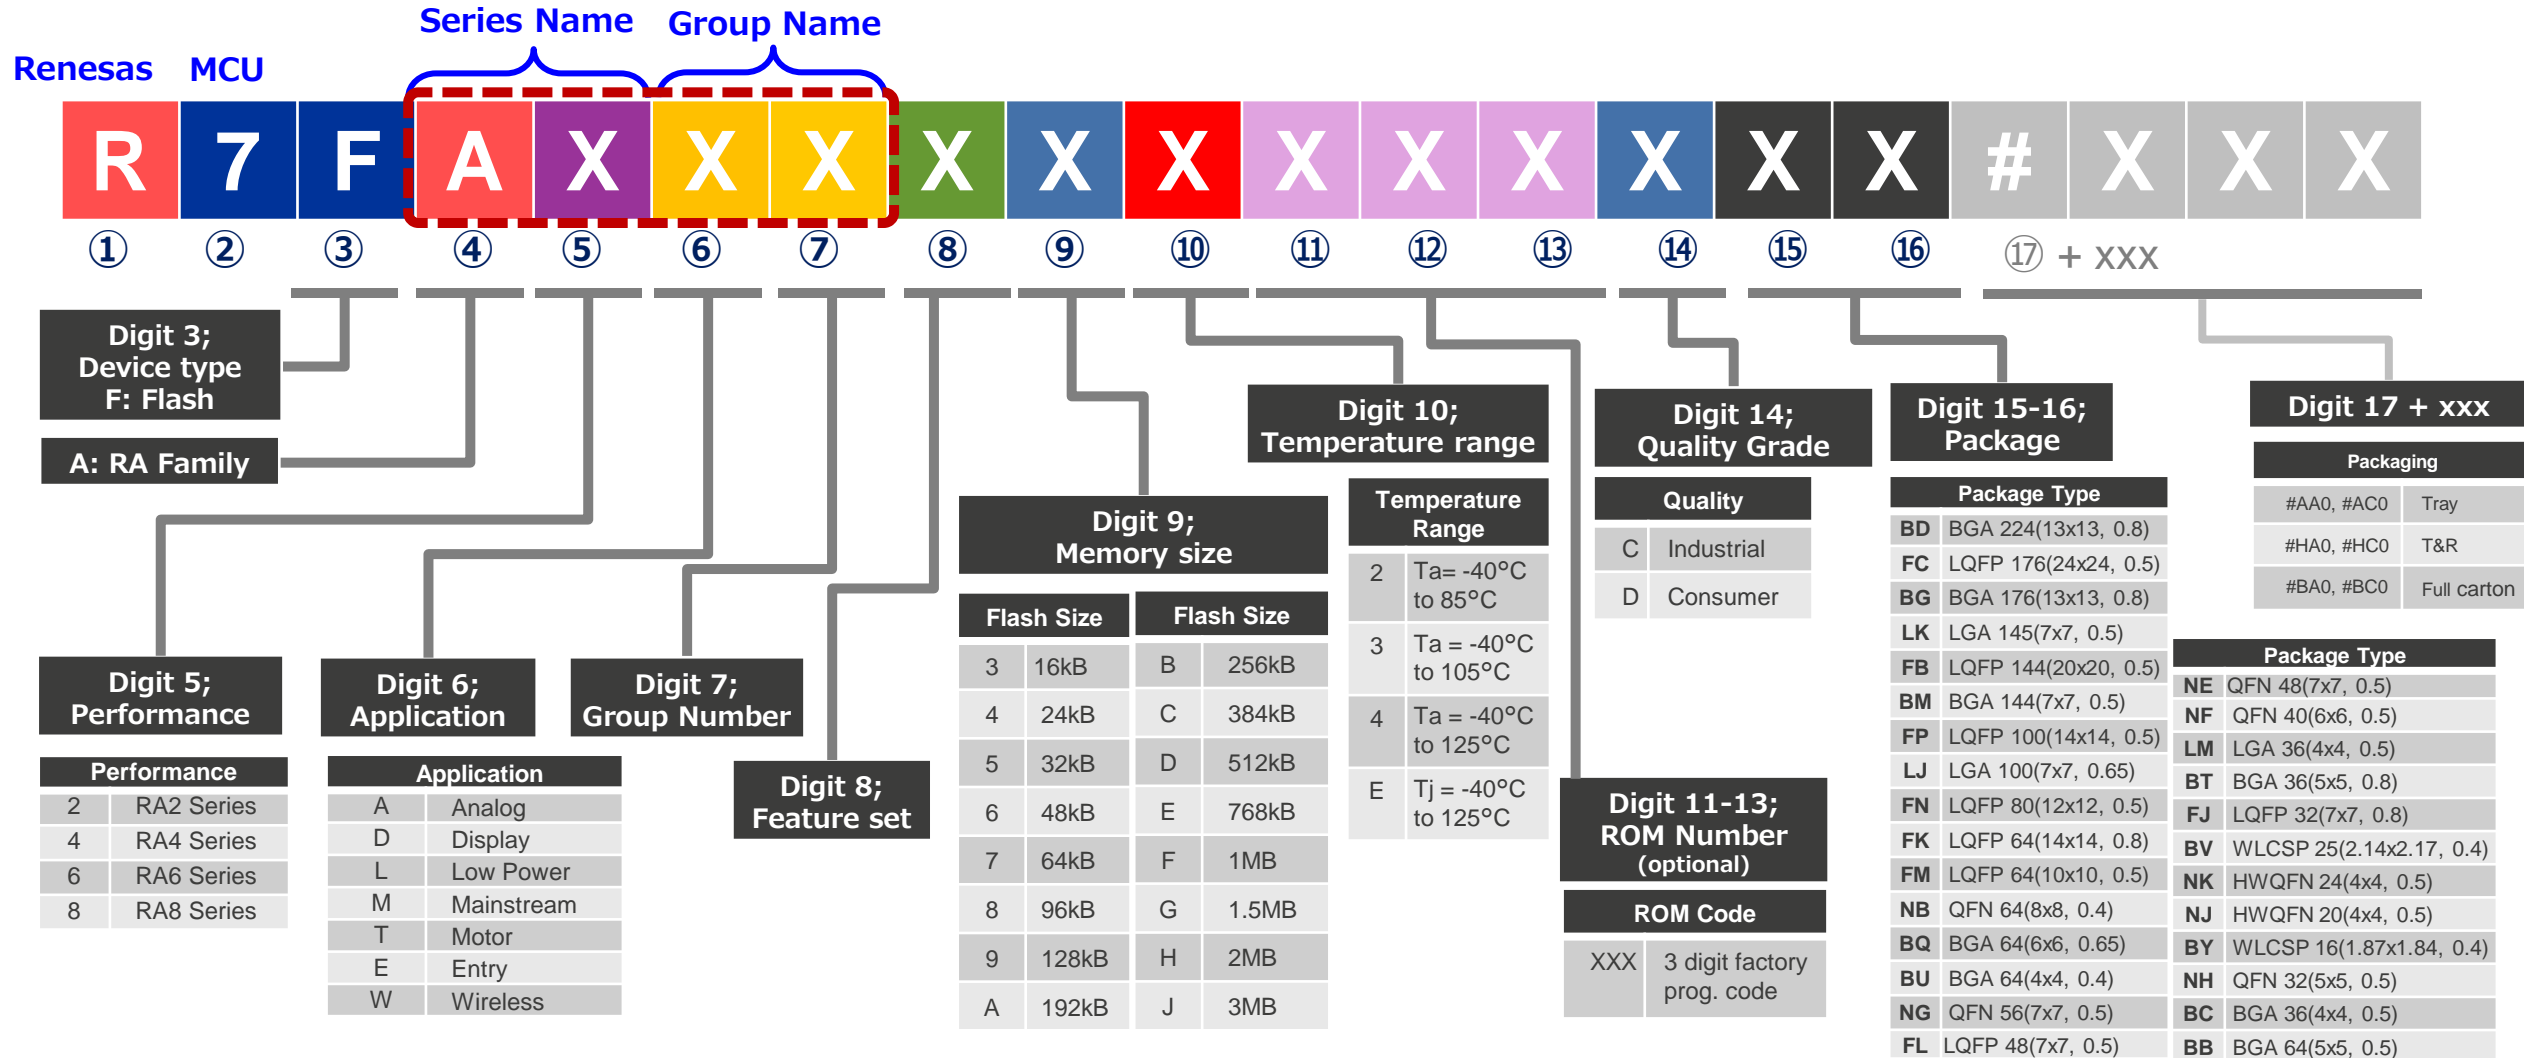 Series Name Group Name
Renesas MCU
R 7 F A X X X X X X X X X X X X # X X X
① ② ③ ④ ⑤ ⑥ ⑦ ⑧ ⑨ ⑩ ⑪ ⑫ ⑬ ⑭ ⑮ ⑯ ⑰ + xxx
Digit 3;
Device type
F: Flash
A: RA Family
Digit 5;
Performance
Performance
2 RA2 Series
4 RA4 Series
6 RA6 Series
8 RA8 Series
Digit 6;
Application
Application
A Analog
D Display
L Low Power
M Mainstream
T Motor
E Entry
W Wireless
Digit 7;
Group Number
Digit 8;
Feature set
Digit 9;
Memory size
Flash Size
3 16kB
4 24kB
5 32kB
6 48kB
7 64kB
8 96kB
9 128kB
A 192kB
Flash Size
B 256kB
C 384kB
D 512kB
E 768kB
F 1MB
G 1.5MB
H 2MB
J 3MB
Digit 10;
Temperature range
Temperature
Range
2 Ta= -40°C
to 85°C
3 Ta = -40°C
to 105°C
4 Ta = -40°C
to 125°C
E Tj = -40°C
to 125°C
Digit 11-13;
ROM Number
(optional)
ROM Code
XXX 3 digit factory
prog. code
Digit 14;
Quality Grade
Quality
C Industrial
D Consumer
Digit 15-16;
Package
Package Type
BD BGA 224(13x13, 0.8)
FC LQFP 176(24x24, 0.5)
BG BGA 176(13x13, 0.8)
LK LGA 145(7x7, 0.5)
FB LQFP 144(20x20, 0.5)
BM BGA 144(7x7, 0.5)
FP LQFP 100(14x14, 0.5)
LJ LGA 100(7x7, 0.65)
FN LQFP 80(12x12, 0.5)
FK LQFP 64(14x14, 0.8)
FM LQFP 64(10x10, 0.5)
NB QFN 64(8x8, 0.4)
BQ BGA 64(6x6, 0.65)
BU BGA 64(4x4, 0.4)
NG QFN 56(7x7, 0.5)
FL LQFP 48(7x7, 0.5)
Digit 17 + xxx
Packaging
#AA0, #AC0 Tray
#HA0, #HC0 T&R
#BA0, #BC0 Full carton
Package Type
NE QFN 48(7x7, 0.5)
NF QFN 40(6x6, 0.5)
LM LGA 36(4x4, 0.5)
BT BGA 36(5x5, 0.8)
FJ LQFP 32(7x7, 0.8)
BV WLCSP 25(2.14x2.17, 0.4)
NK HWQFN 24(4x4, 0.5)
NJ HWQFN 20(4x4, 0.5)
BY WLCSP 16(1.87x1.84, 0.4)
NH QFN 32(5x5, 0.5)
BC BGA 36(4x4, 0.5)
BB BGA 64(5x5, 0.5)